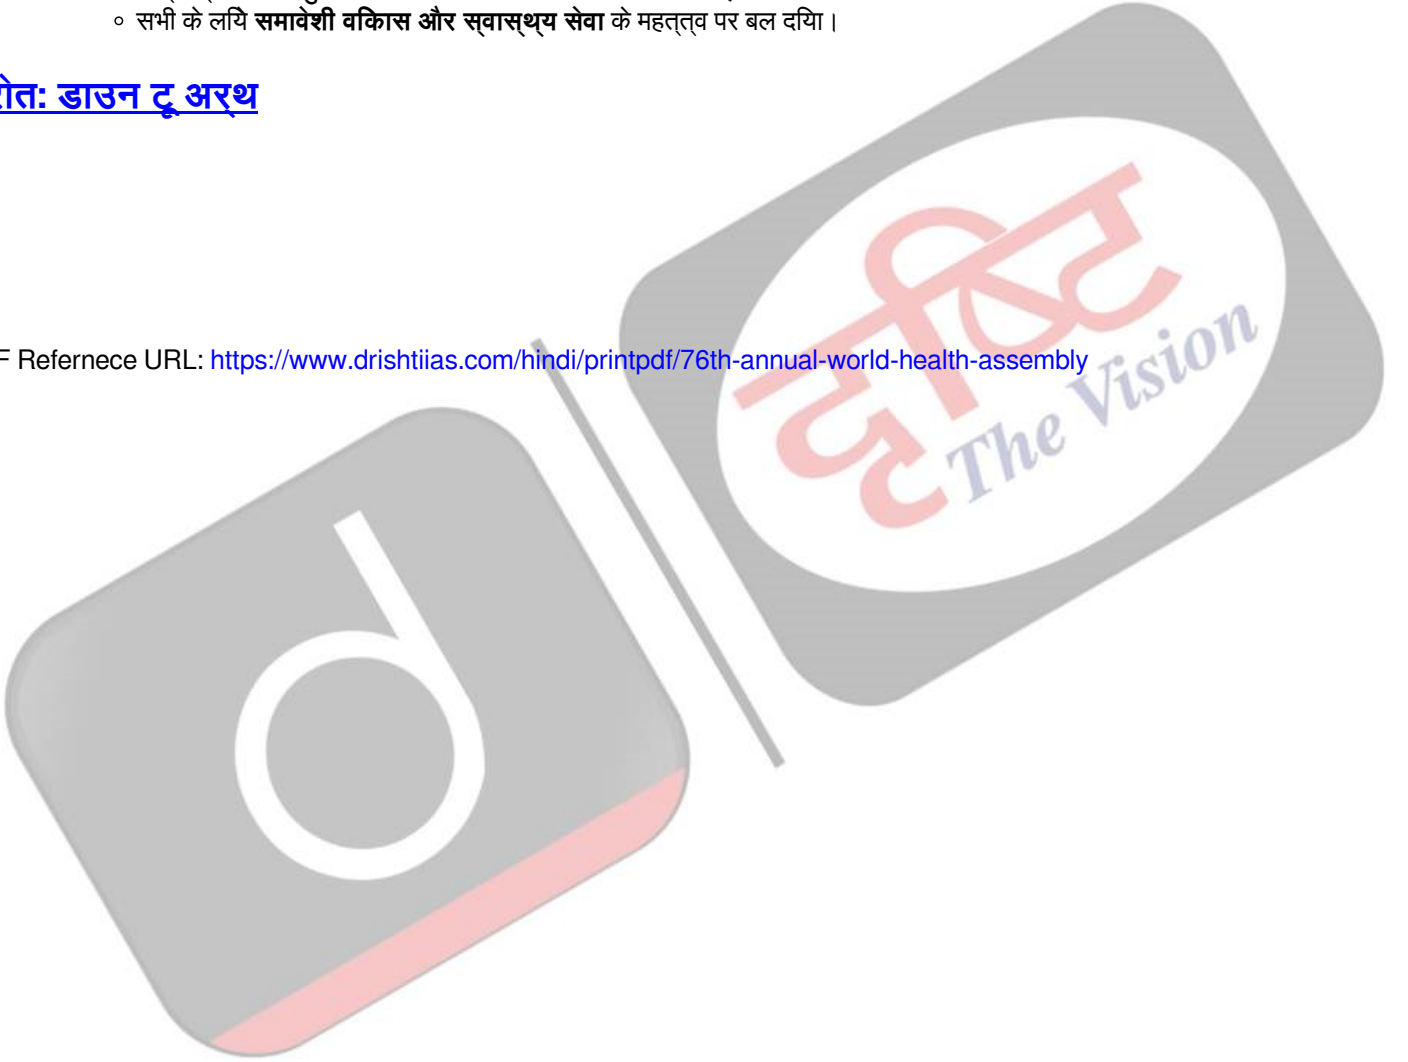 सभी के लिये समावेशी विकास और स्वास्थ्य सेवा के महत्त्व पर बल दिया।
रोत: डाउन टू अर्थ
F Refernece URL: https://www.drishtiias.com/hindi/printpdf/76th-annual-world-health-assembly
दृष्टि
The Vision
d